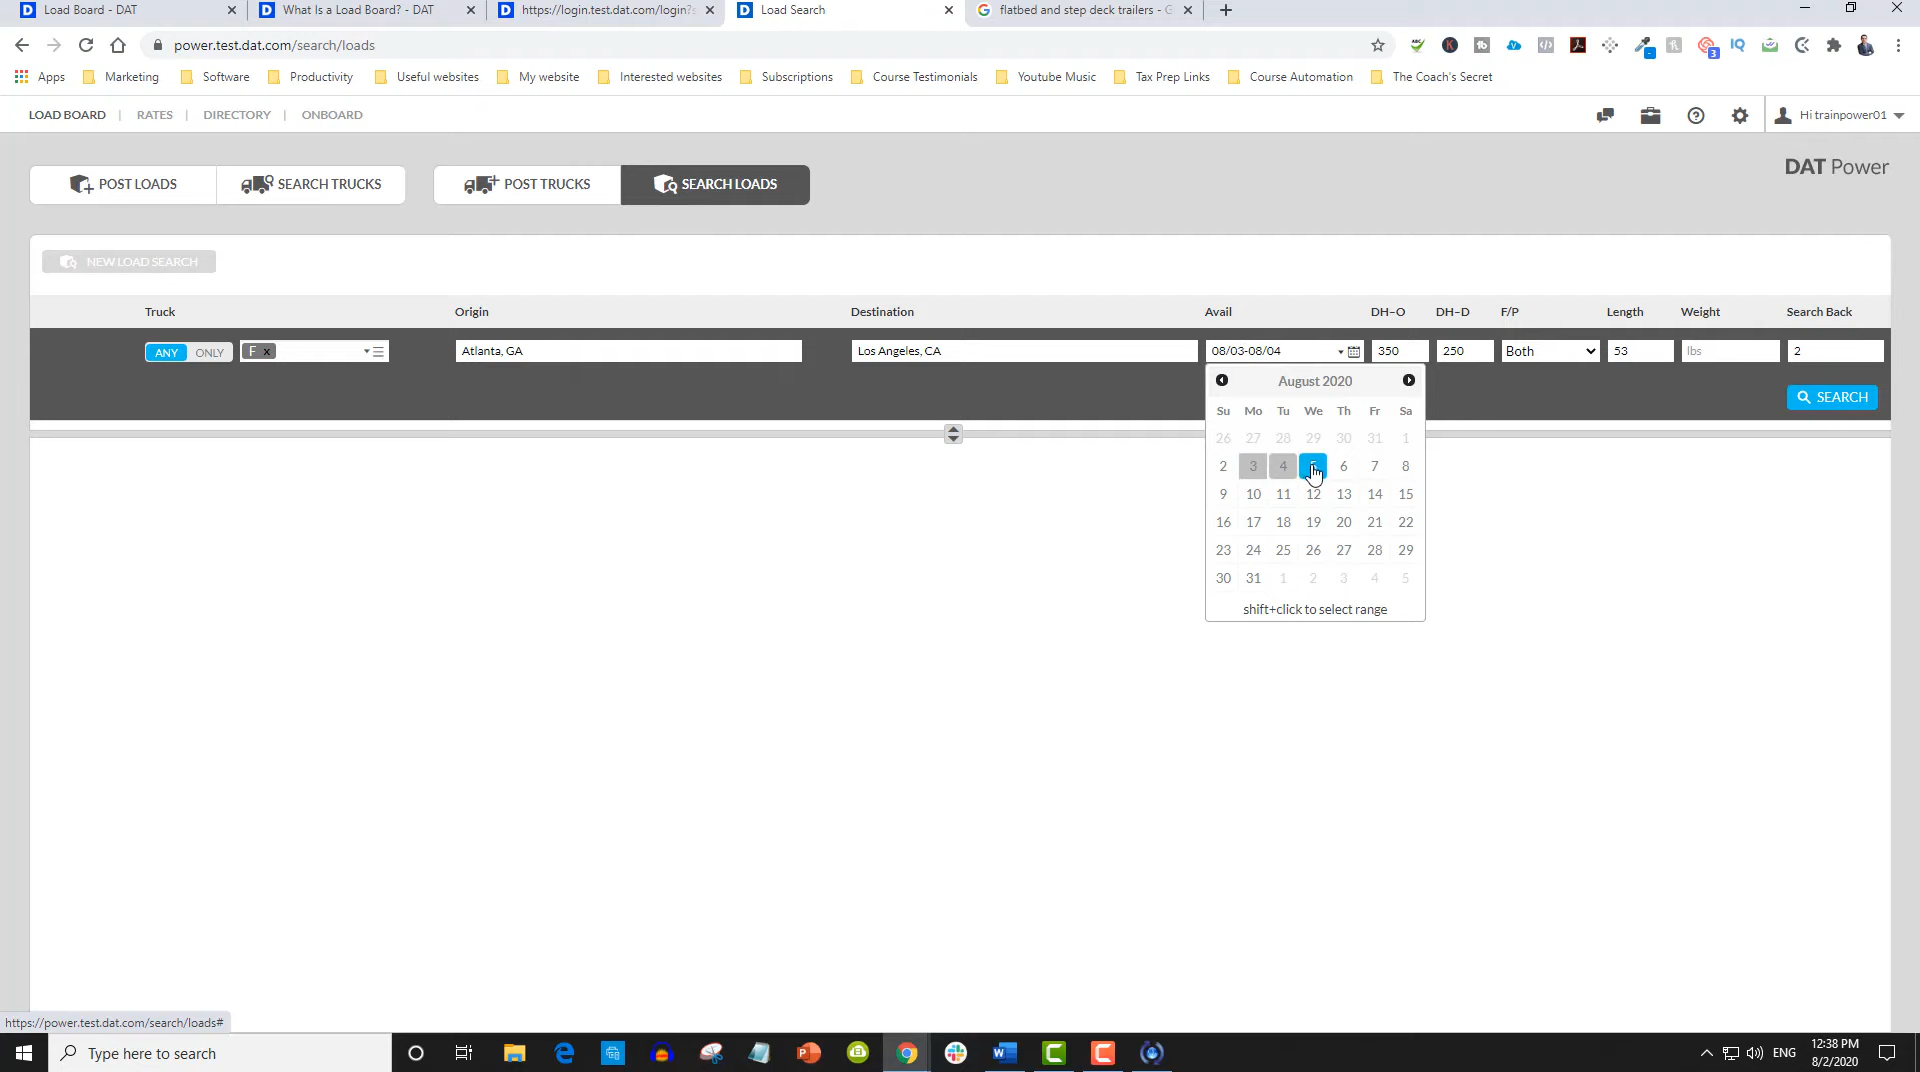 Load Board - DAT
What Is a Load Board? - DAT
https://login.test.dat.com/login?s
Load Search
flatbed and step deck trailers - G
power.test.dat.com/search/loads
Apps Marketing Software Productivity Useful websites My website Interested websites Subscriptions Course Testimonials Youtube Music Tax Prep Links Course Automation The Coach's Secret
LOAD BOARD | RATES | DIRECTORY | ONBOARD
Hi trainpower01
DAT Power
POST LOADS SEARCH TRUCKS POST TRUCKS SEARCH LOADS
NEW LOAD SEARCH
Truck Origin Destination Avail DH-O DH-D F/P Length Weight Search Back
ANY ONLY F x Atlanta, GA Los Angeles, CA 08/03-08/04 350 250 Both 53 lbs 2
SEARCH
August 2020
Su Mo Tu We Th Fr Sa
26 27 28 29 30 31 1
2 3 4 5 6 7 8
9 10 11 12 13 14 15
16 17 18 19 20 21 22
23 24 25 26 27 28 29
30 31 1 2 3 4 5
shift+click to select range
https://power.test.dat.com/search/loads#
Type here to search
ENG
12:38 PM
8/2/2020